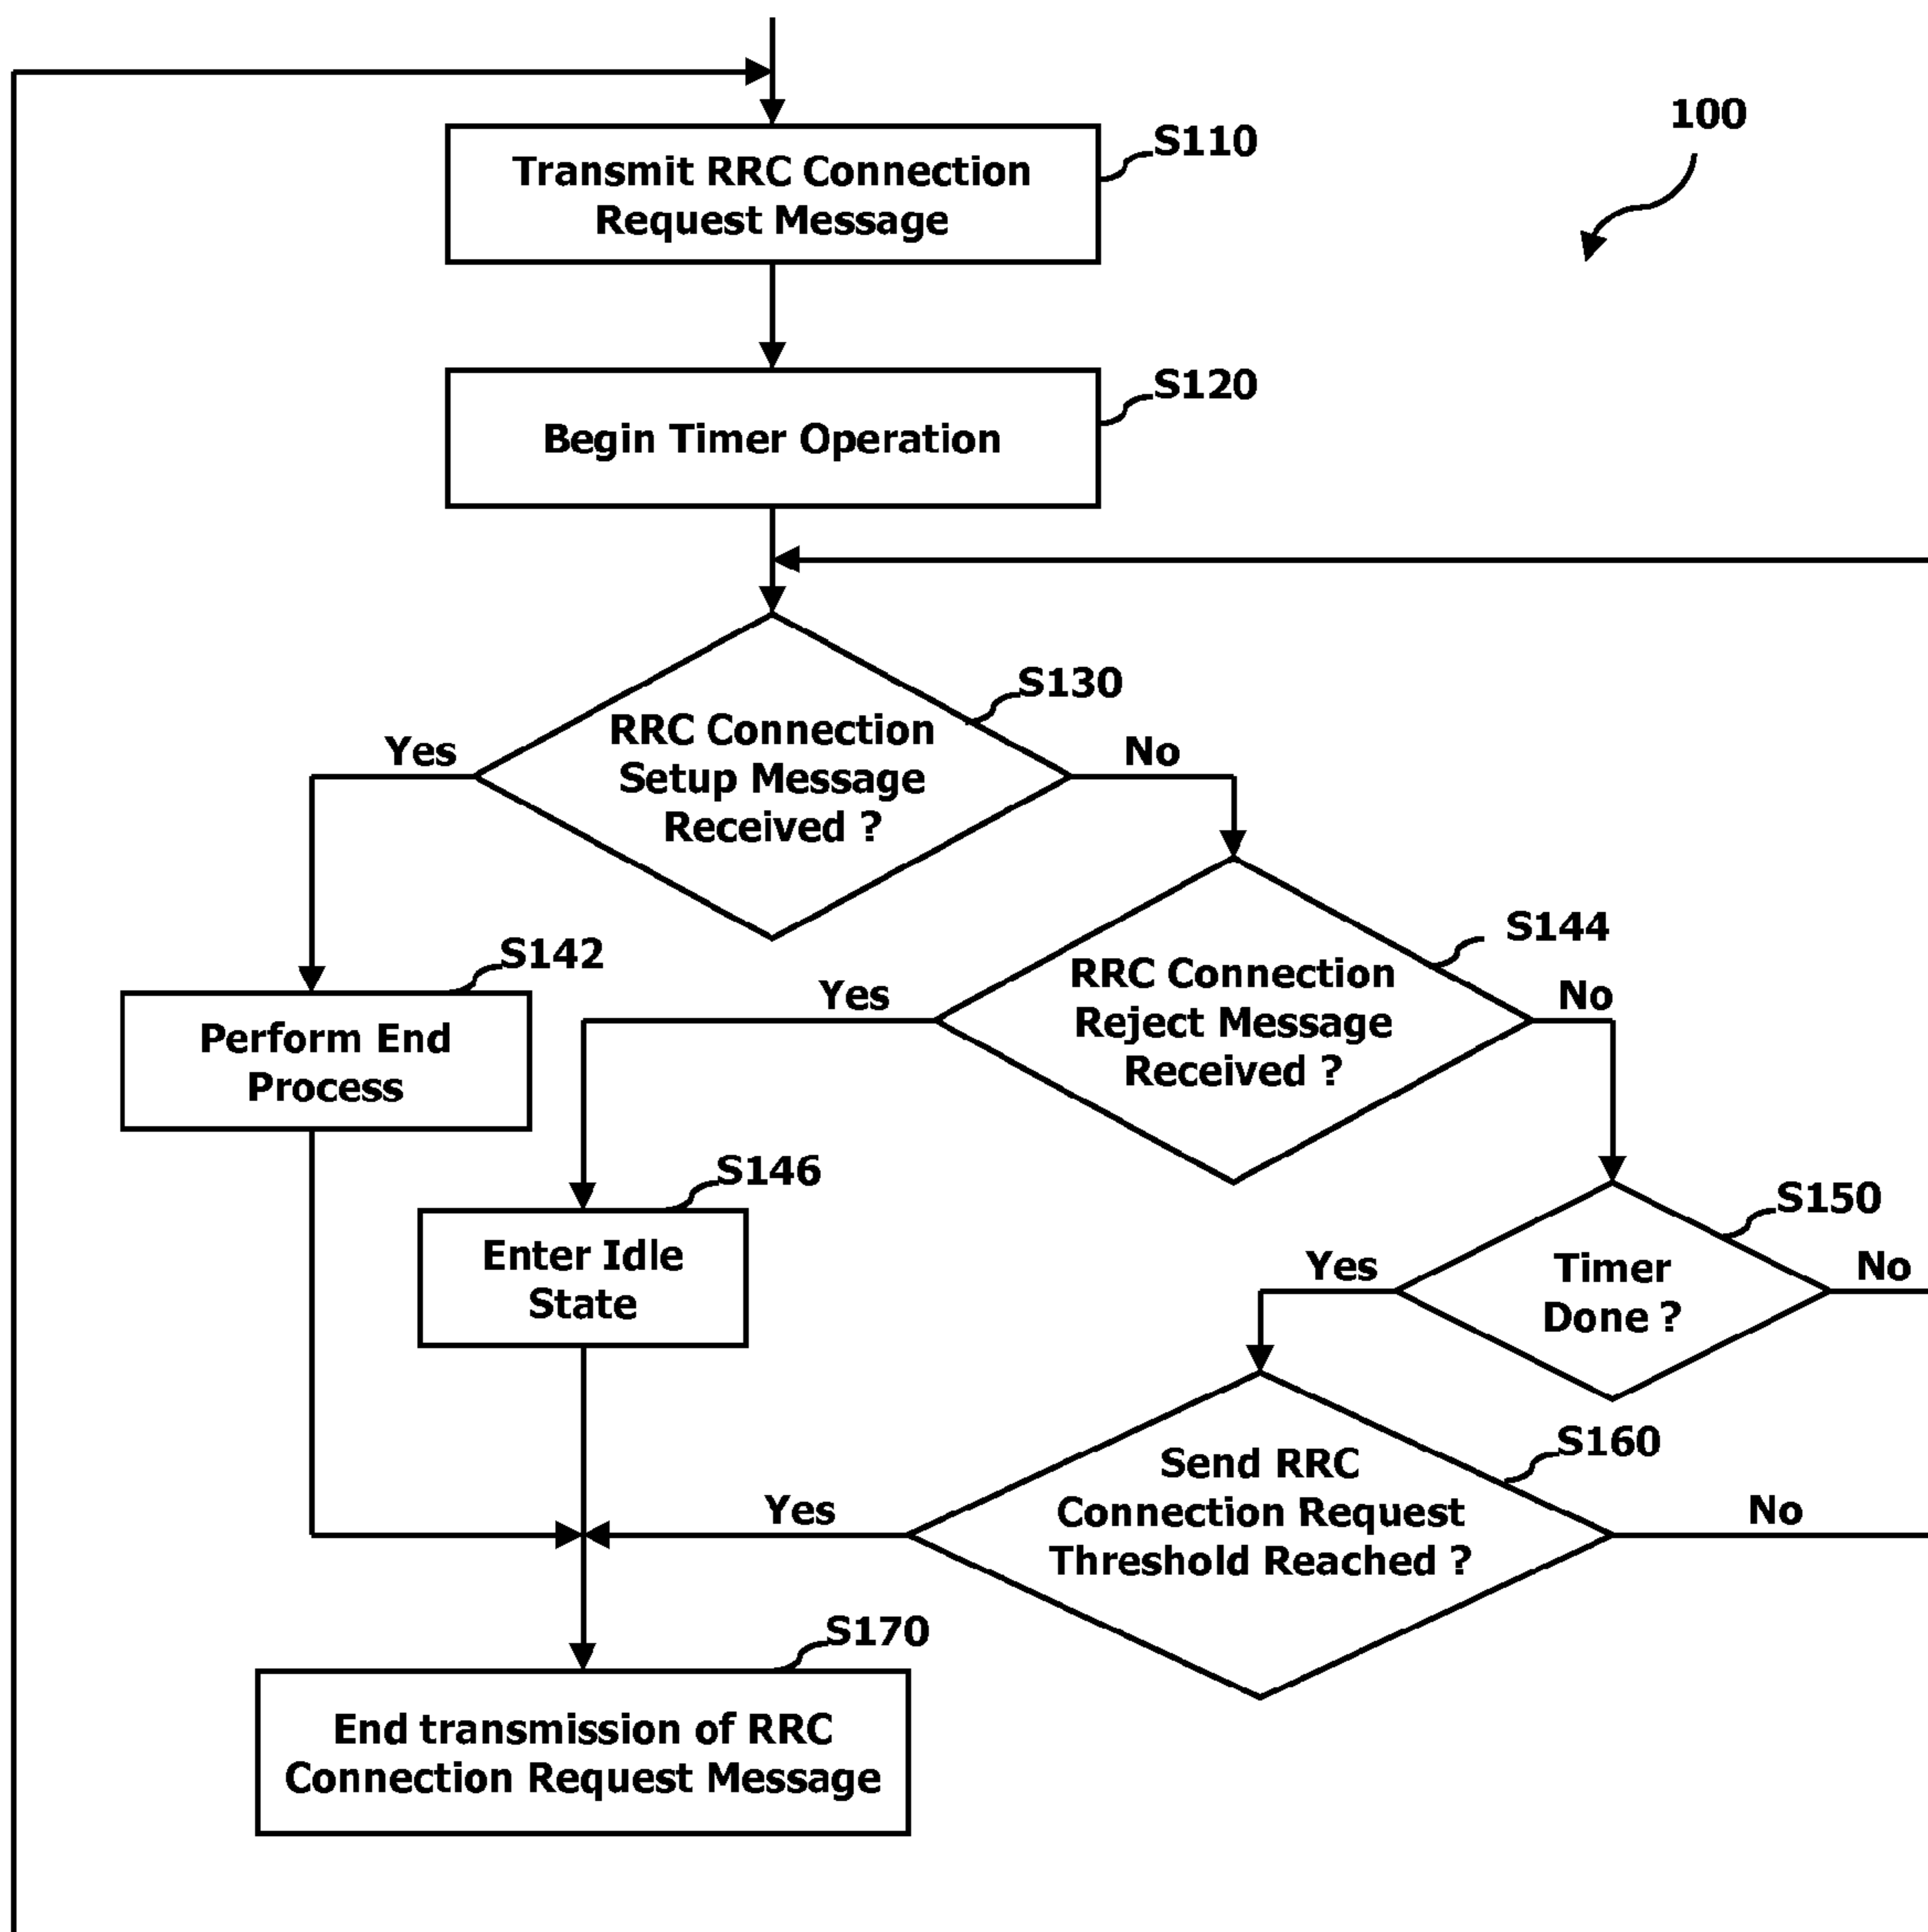 100
S110
Transmit RRC Connection
Request Message
S120
Begin Timer Operation
S130
RRC Connection
Setup Message
Received ?
Yes
No
S142
Perform End
Process
S144
RRC Connection
Reject Message
Received ?
Yes
No
S146
Enter Idle
State
S150
Timer
Done ?
Yes
No
S160
Send RRC
Connection Request
Threshold Reached ?
Yes
No
S170
End transmission of RRC
Connection Request Message